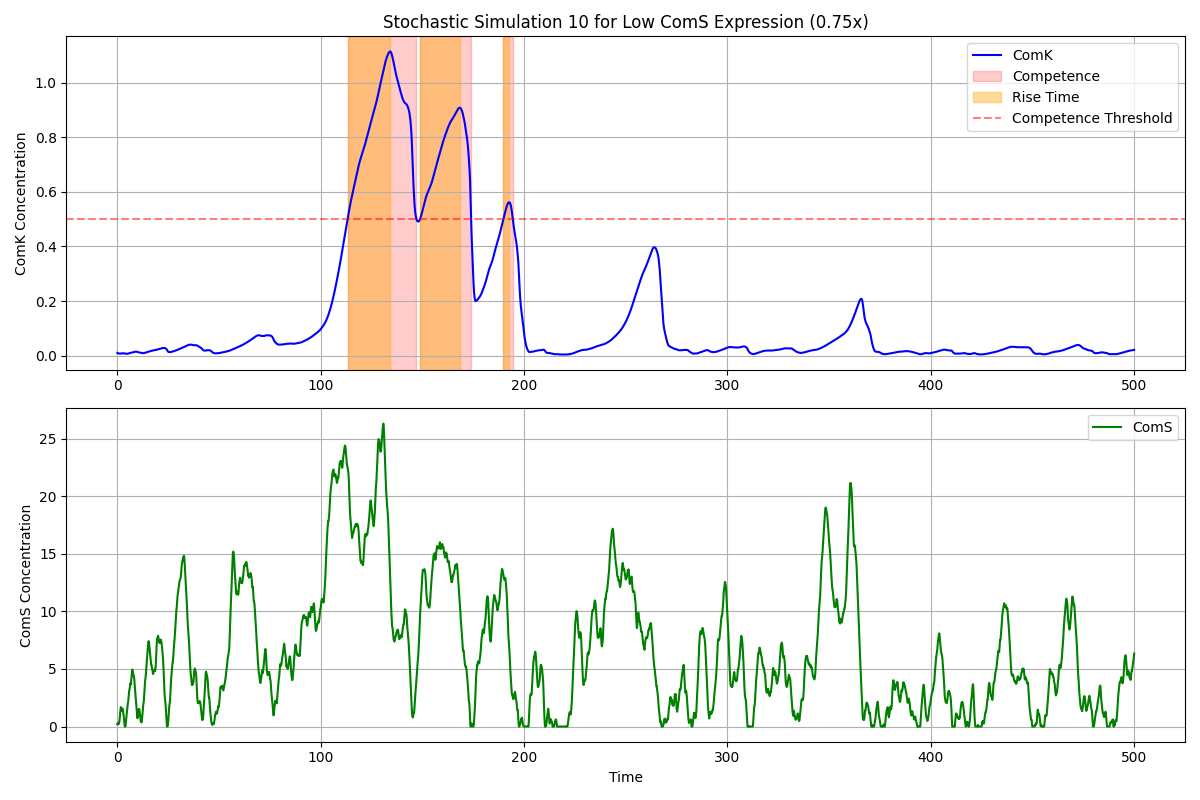 Stochastic Simulation 10 for Low ComS Expression (0.75x)
ComK Concentration
1.0
0.8
0.6
0.4
0.2
0.0
ComK
Competence
Rise Time
Competence Threshold
0 100 200 300 400 500
ComS Concentration
25
20
15
10
5
0
ComS
0 100 200 300 400 500
Time